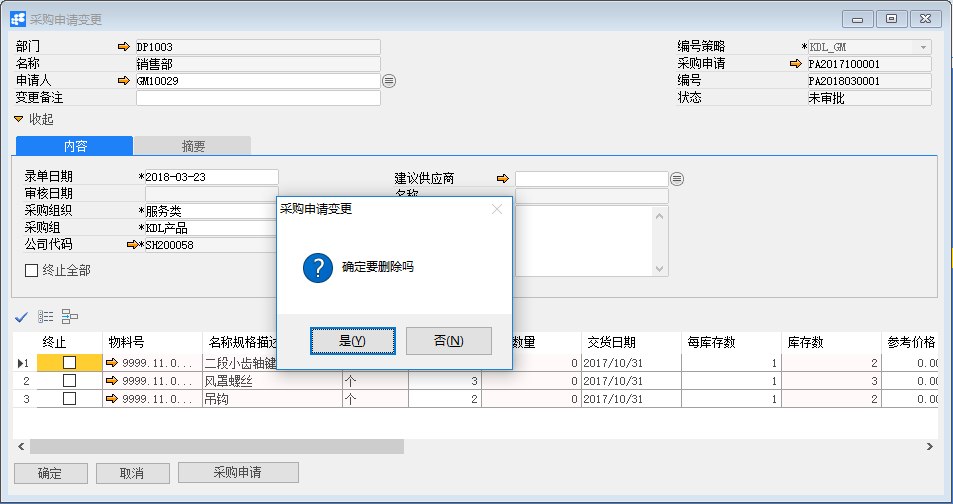 采购申请变更
部门 DP1003 编号策略 *KDL_GM
名称 销售部 采购申请 PA2017100001
申请人 GM10029 编号 PA2018030001
变更备注 状态 未审批
收起
内容 摘要
录单日期 *2018-03-23 建议供应商
审核日期 名称
采购组织 *服务类
采购组 *KDL产品
公司代码 *SH200058
终止全部
采购申请变更
确定要删除吗
是(Y) 否(N)
终止 物料号 名称规格描述 数量 交货日期 每库存数 库存数 参考价格
1 9999.11.0... 二段小齿轴键 0 2017/10/31 1 2 0.00
2 9999.11.0... 风罩螺丝 个 3 0 2017/10/31 1 3 0.00
3 9999.11.0... 吊钩 个 2 0 2017/10/31 1 2 0.00
确定 取消 采购申请